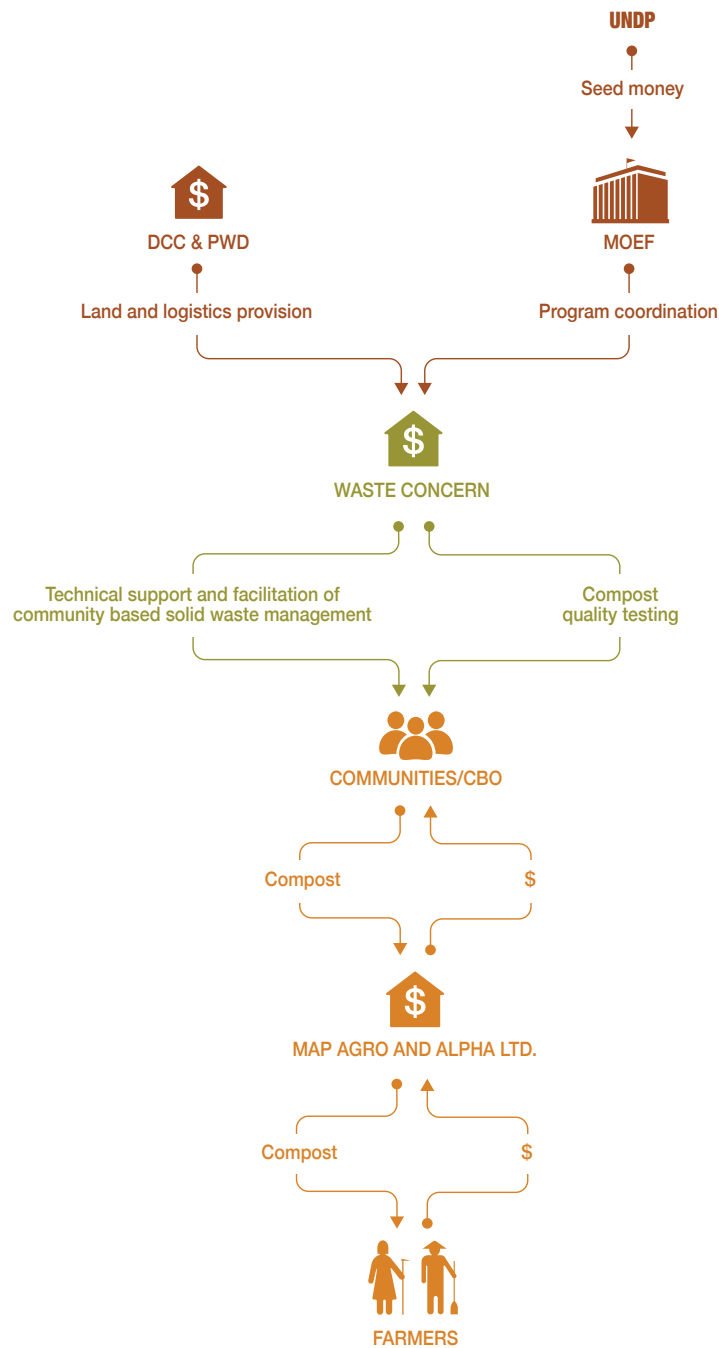 UNDP
Seed money
$
DCC & PWD
MOEF
Land and logistics provision
Program coordination
$
WASTE CONCERN
Technical support and facilitation of
community based solid waste management
Compost
quality testing
COMMUNITIES/CBO
Compost
$
$
MAP AGRO AND ALPHA LTD.
Compost
$
FARMERS